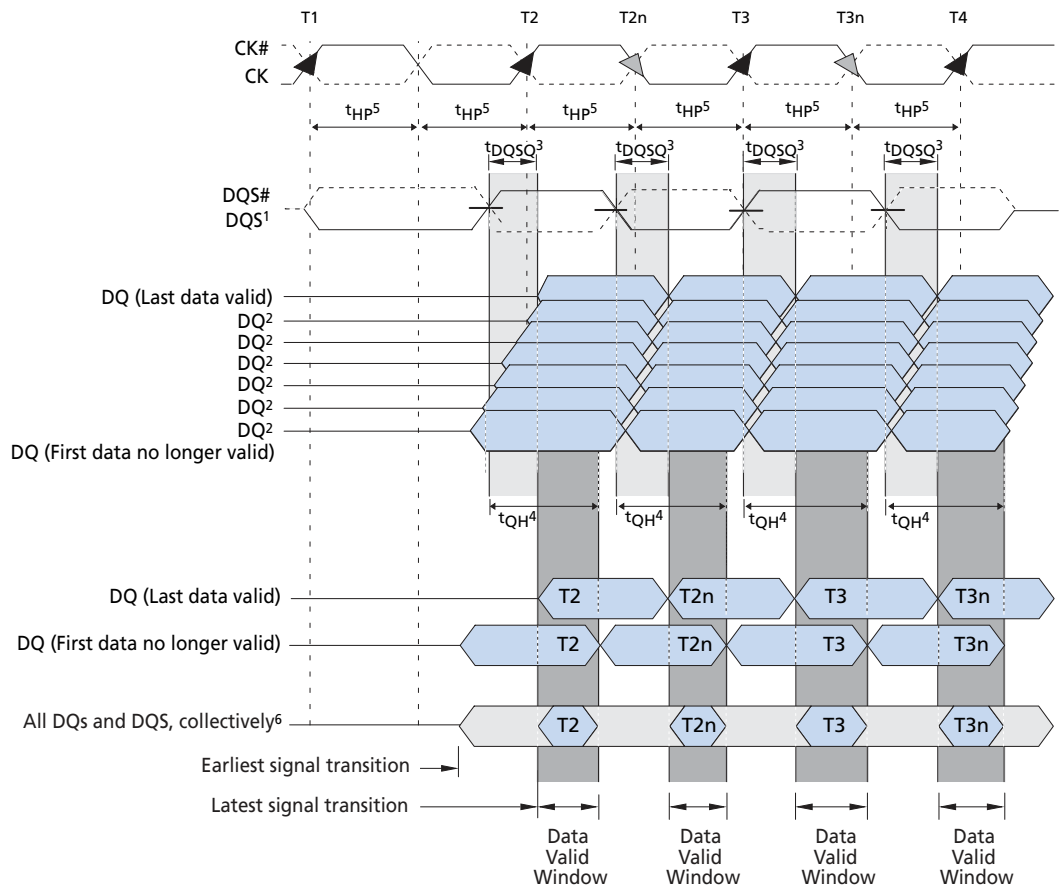 T1 T2 T2n T3 T3n T4
CK#
CK
tHP5 tHP5 tHP5 tHP5 tHP5 tHP5
tDQSQ3 tDQSQ3 tDQSQ3 tDQSQ3
DQS#
DQS1
DQ (Last data valid)
DQ2
DQ2
DQ2
DQ2
DQ2
DQ2
DQ (First data no longer valid)
tQH4 tQH4 tQH4 tQH4
DQ (Last data valid) T2 T2n T3 T3n
DQ (First data no longer valid) T2 T2n T3 T3n
All DQs and DQS, collectively6 T2 T2n T3 T3n
Earliest signal transition
Latest signal transition
Data Data Data Data
Valid Valid Valid Valid
Window Window Window Window